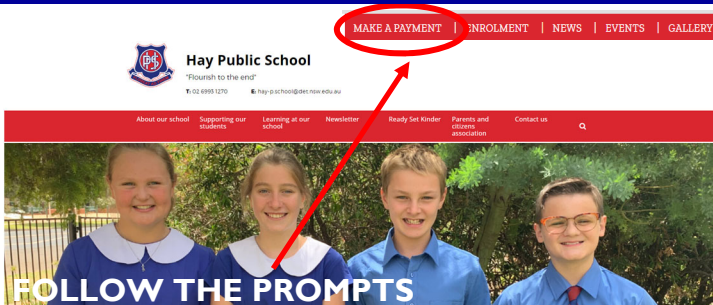 MAKE A PAYMENT | ENROLMENT | NEWS | EVENTS | GALLERY
Hay Public School
"Flourish to the end"
T: 02 6993 1270 E: hay-p.school@det.nsw.edu.au
About our school Supporting our students Learning at our school Newsletter Ready Set Kinder Parents and citizens association Contact us
FOLLOW THE PROMPTS